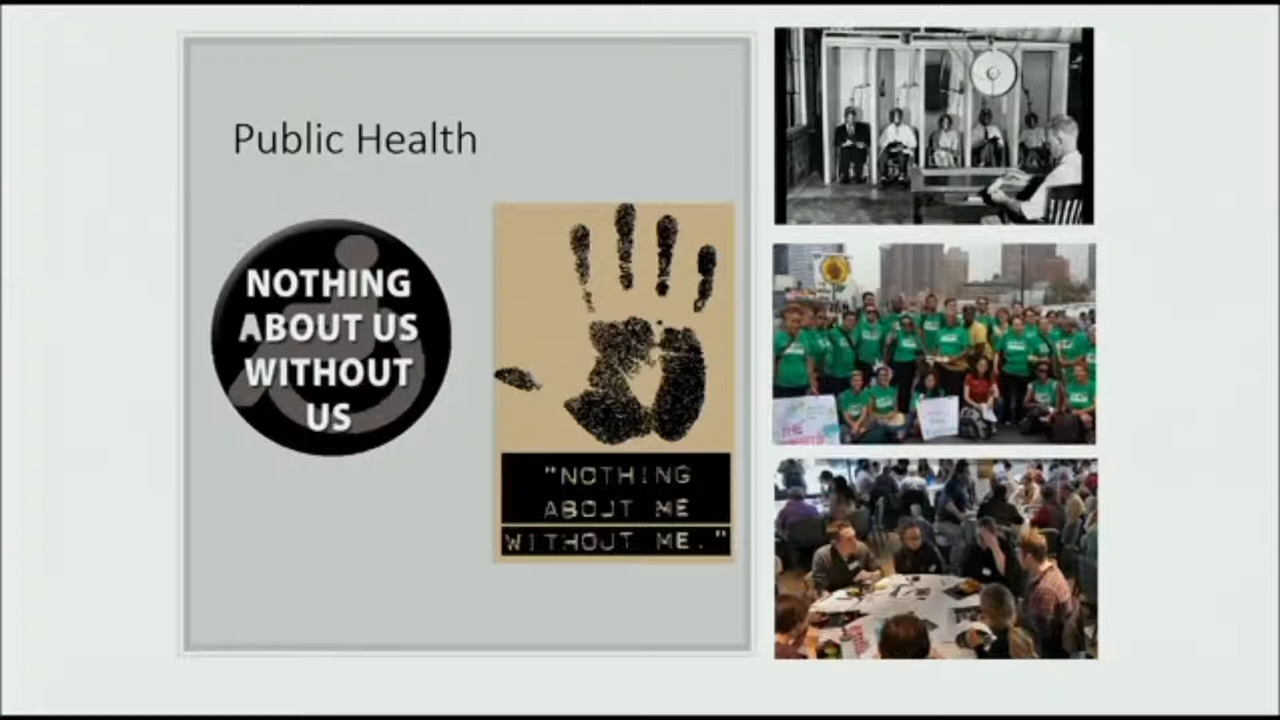 Public Health
NOTHING
ABOUT US
WITHOUT
US
"NOTHING
ABOUT ME
WITHOUT ME."